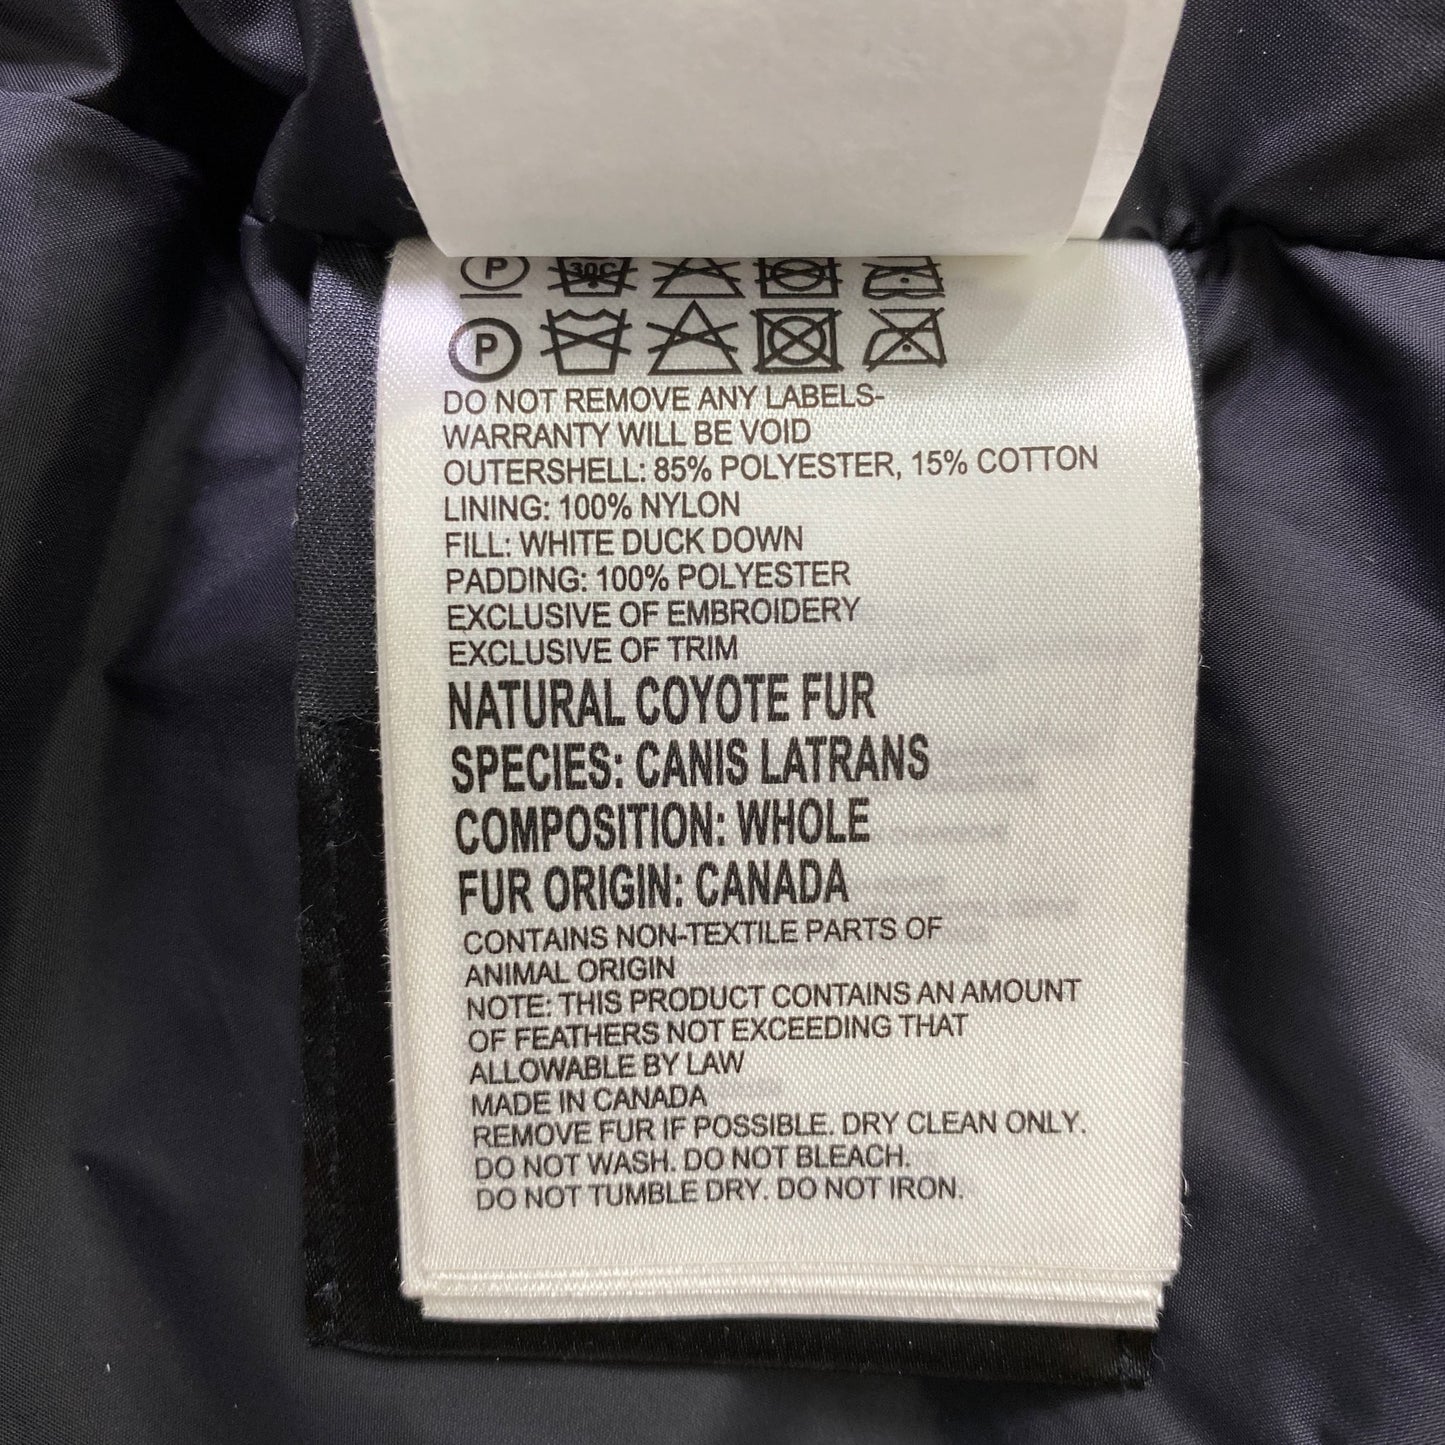 P 30C
P
DO NOT REMOVE ANY LABELS-
WARRANTY WILL BE VOID
OUTERSHELL: 85% POLYESTER, 15% COTTON
LINING: 100% NYLON
FILL: WHITE DUCK DOWN
PADDING: 100% POLYESTER
EXCLUSIVE OF EMBROIDERY
EXCLUSIVE OF TRIM
NATURAL COYOTE FUR
SPECIES: CANIS LATRANS
COMPOSITION: WHOLE
FUR ORIGIN: CANADA
CONTAINS NON-TEXTILE PARTS OF
ANIMAL ORIGIN
NOTE: THIS PRODUCT CONTAINS AN AMOUNT
OF FEATHERS NOT EXCEEDING THAT
ALLOWABLE BY LAW
MADE IN CANADA
REMOVE FUR IF POSSIBLE. DRY CLEAN ONLY.
DO NOT WASH. DO NOT BLEACH.
DO NOT TUMBLE DRY. DO NOT IRON.